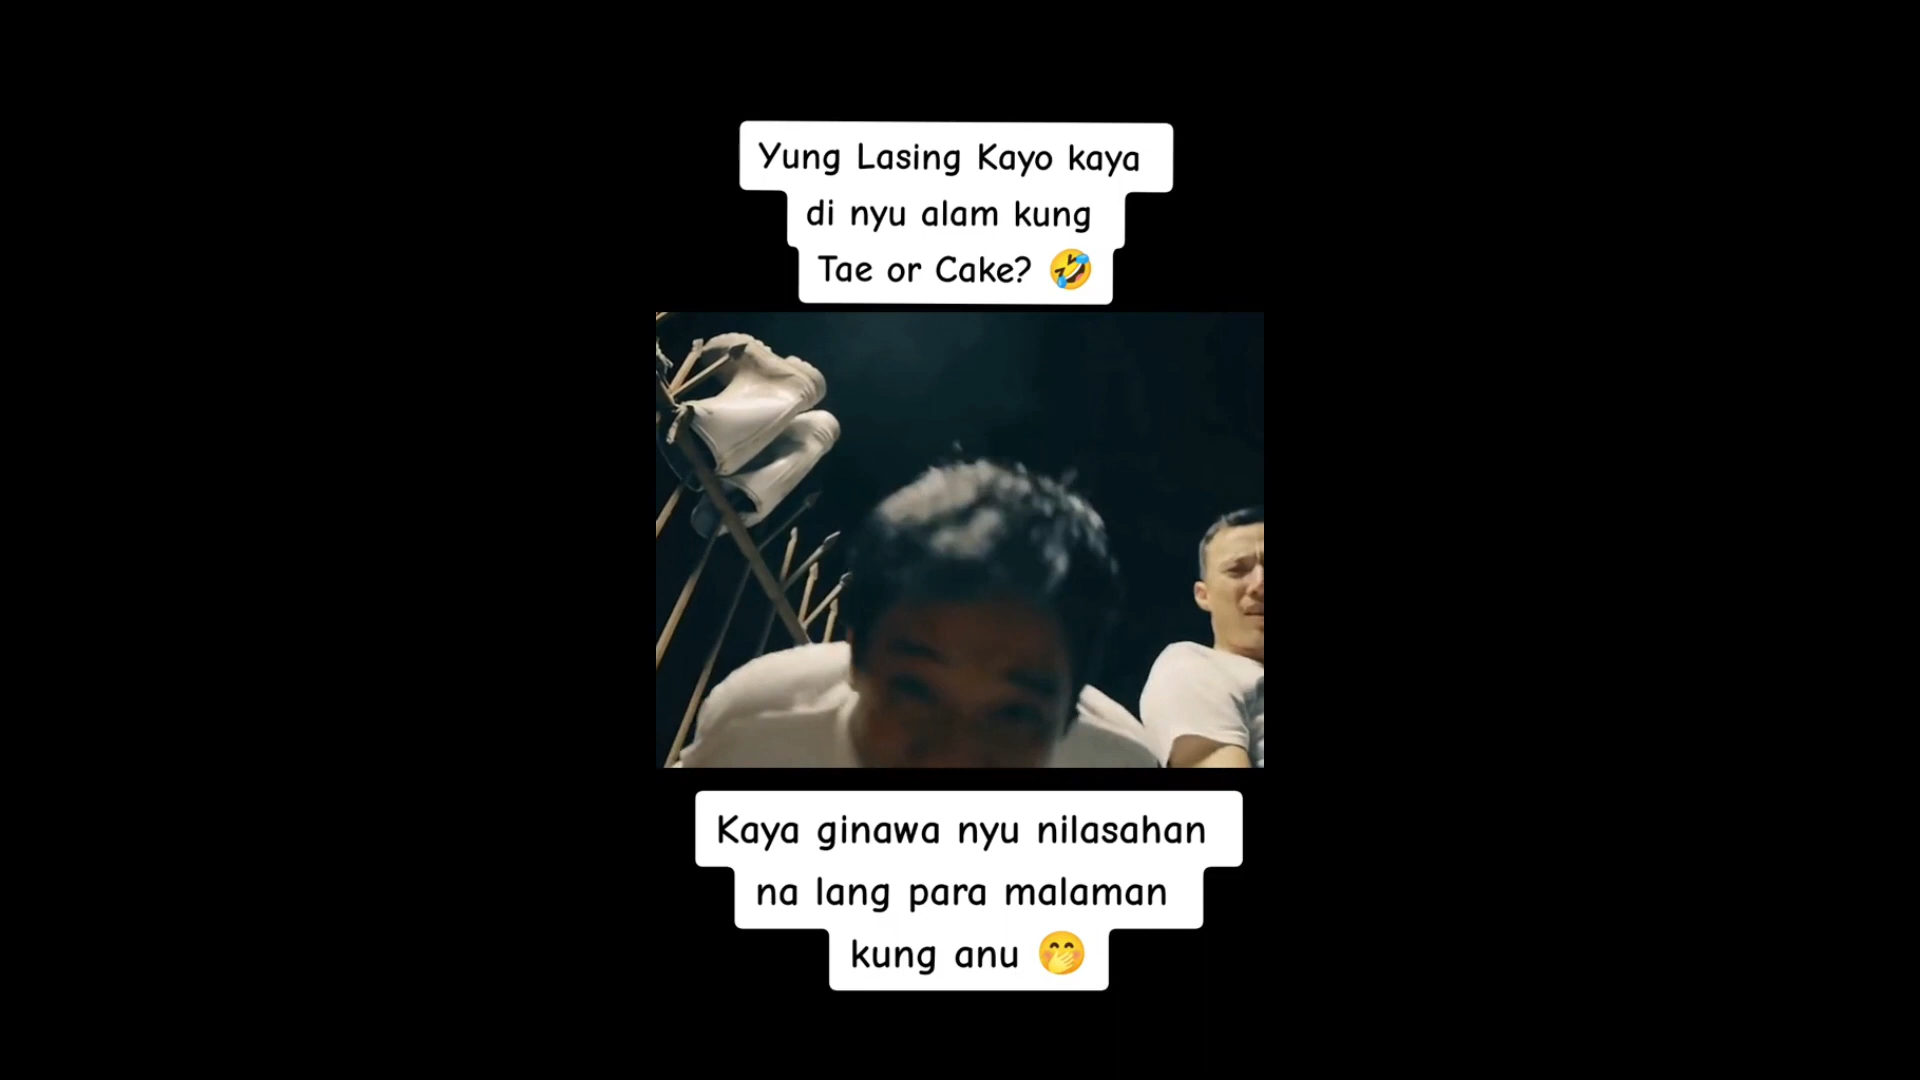 Yung Lasing Kayo kaya
di nyu alam kung
Tae or Cake? 🤣
Kaya ginawa nyu nilasahan
na lang para malaman
kung anu 🤭